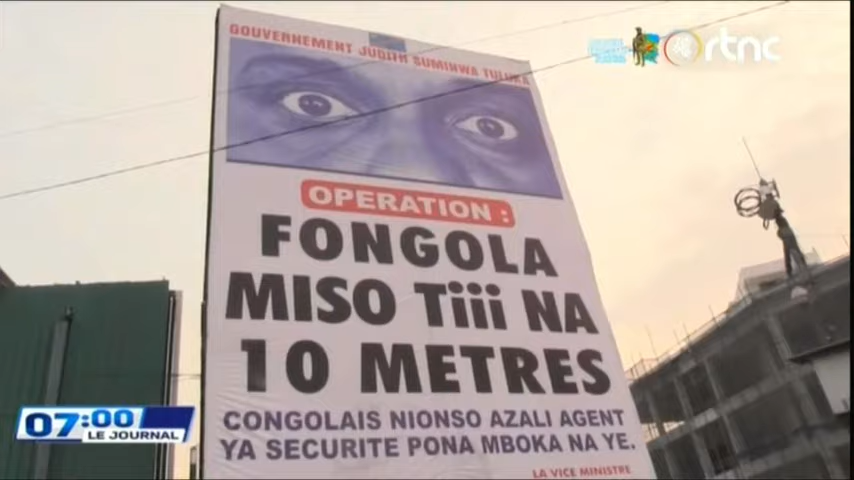 GOUVERNEMENT JUDITH SUMINWA TULUKA
rtnc
OPERATION :
FONGOLA
MISO Tiii NA
10 METRES
CONGOLAIS NIONSO AZALI AGENT
YA SECURITE PONA MBOKA NA YE.
LA VICE MINISTRE
07:00
LE JOURNAL